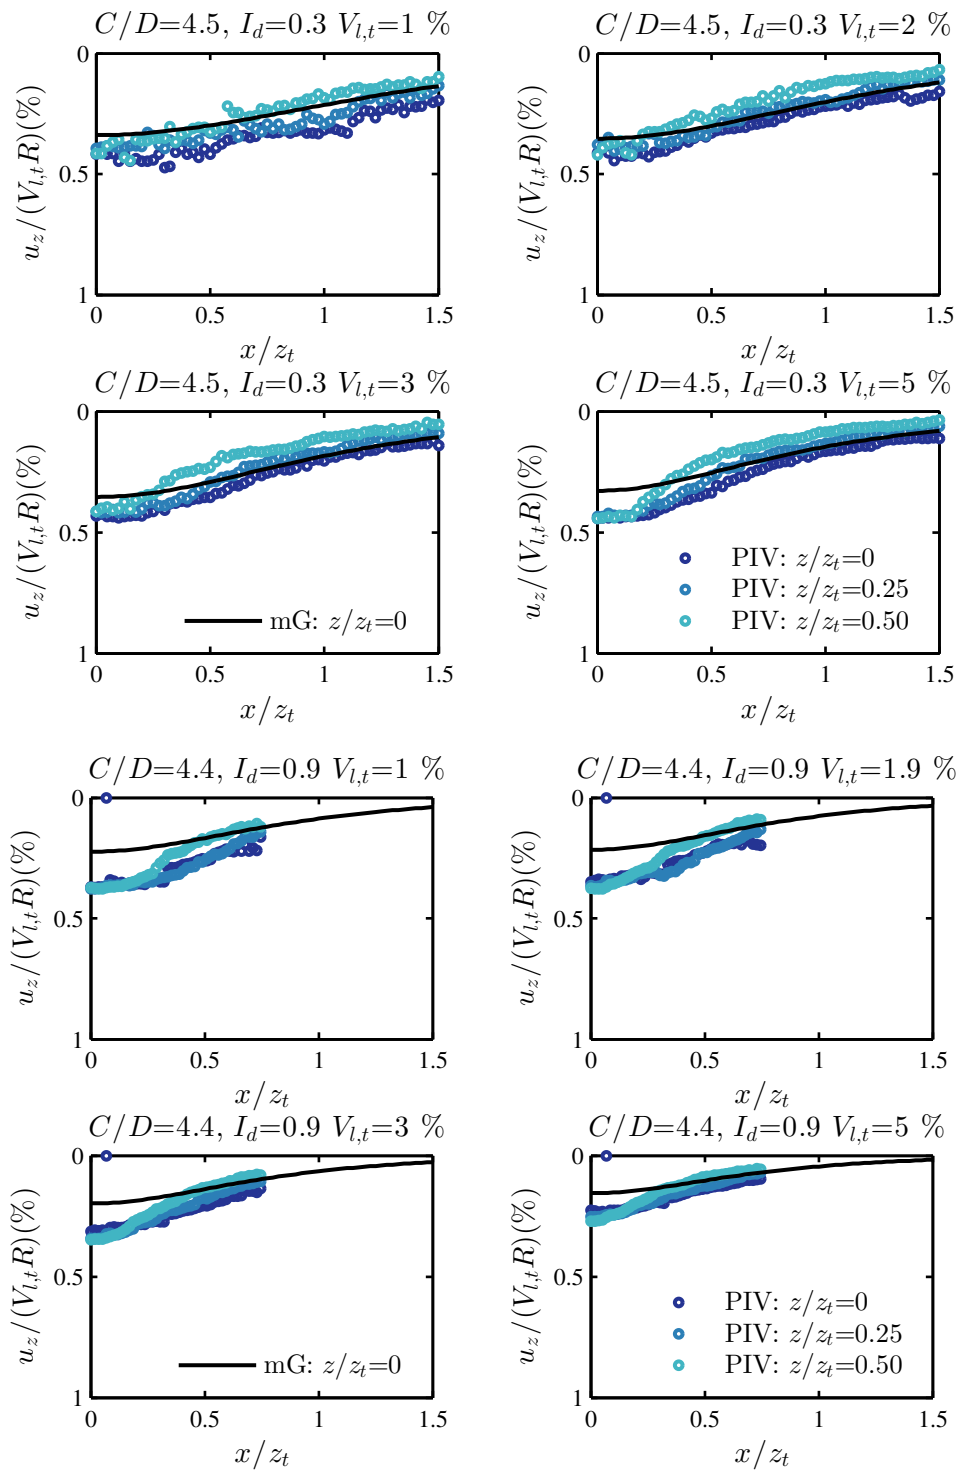 C/D=4.5, I_d=0.3 V_{l,t}=1 %
u_z/(V_{l,t}R)(%)
0
0.5
1
0 0.5 1 1.5
x/z_t
C/D=4.5, I_d=0.3 V_{l,t}=2 %
u_z/(V_{l,t}R)(%)
0
0.5
1
0 0.5 1 1.5
x/z_t
C/D=4.5, I_d=0.3 V_{l,t}=3 %
u_z/(V_{l,t}R)(%)
0
0.5
1
mG: z/z_t=0
0 0.5 1 1.5
x/z_t
C/D=4.5, I_d=0.3 V_{l,t}=5 %
u_z/(V_{l,t}R)(%)
0
0.5
1
PIV: z/z_t=0
PIV: z/z_t=0.25
PIV: z/z_t=0.50
0 0.5 1 1.5
x/z_t
C/D=4.4, I_d=0.9 V_{l,t}=1 %
u_z/(V_{l,t}R)(%)
0
0.5
1
0 0.5 1 1.5
x/z_t
C/D=4.4, I_d=0.9 V_{l,t}=1.9 %
u_z/(V_{l,t}R)(%)
0
0.5
1
0 0.5 1 1.5
x/z_t
C/D=4.4, I_d=0.9 V_{l,t}=3 %
u_z/(V_{l,t}R)(%)
0
0.5
1
mG: z/z_t=0
0 0.5 1 1.5
x/z_t
C/D=4.4, I_d=0.9 V_{l,t}=5 %
u_z/(V_{l,t}R)(%)
0
0.5
1
PIV: z/z_t=0
PIV: z/z_t=0.25
PIV: z/z_t=0.50
0 0.5 1 1.5
x/z_t